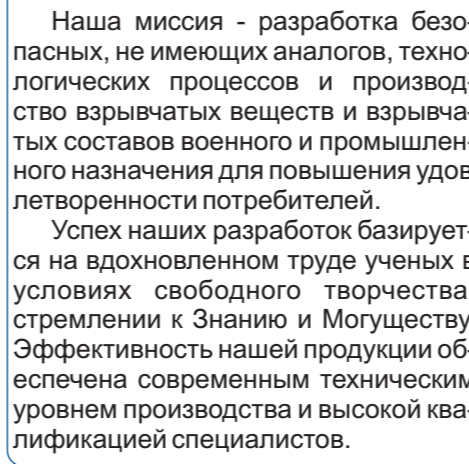 Наша миссия - разработка безо-
пасных, не имеющих аналогов, техно-
логических процессов и производ-
ство взрывчатых веществ и взрывча-
тых составов военного и промышлен-
ного назначения для повышения удов
летворенности потребителей.
Успех наших разработок базирует-
ся на вдохновленном труде ученых в
условиях свободного творчества
стремлении к Знанию и Могуществу
Эффективность нашей продукции об-
еспечена современным техническим
уровнем производства и высокой ква-
лификацией специалистов.